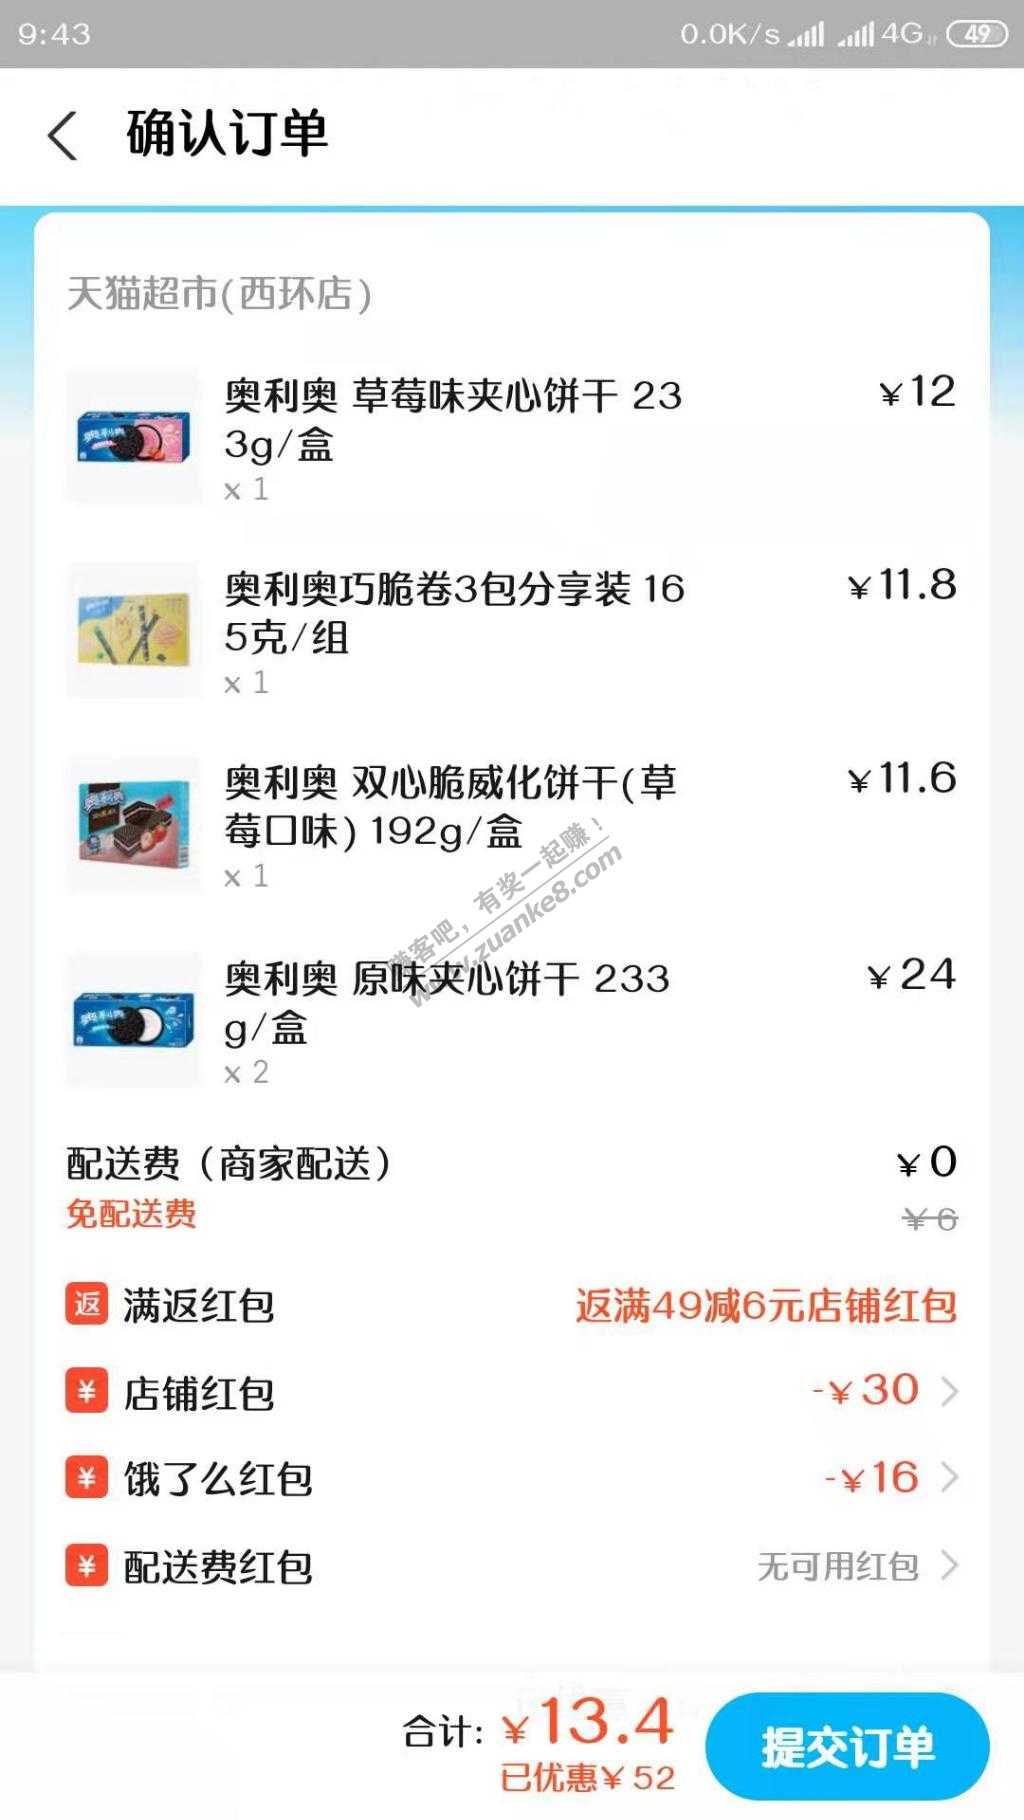 9:43
0.0K/s 4G 49
确认订单
天猫超市(西环店)
奥利奥 草莓味夹心饼干 23
3g/盒
¥12
x 1
奥利奥巧脆卷3包分享装 16
5克/组
¥11.8
x 1
奥利奥 双心脆威化饼干(草
莓口味) 192g/盒
¥11.6
x 1
赚客吧，有奖一起赚！
www.zuanke8.com
奥利奥 原味夹心饼干 233
g/盒
¥24
x 2
配送费（商家配送） ¥0
免配送费 ¥6
返 满返红包 返满49减6元店铺红包
¥ 店铺红包 -¥30
¥ 饿了么红包 -¥16
¥ 配送费红包 无可用红包
合计: ¥13.4
已优惠¥52
提交订单